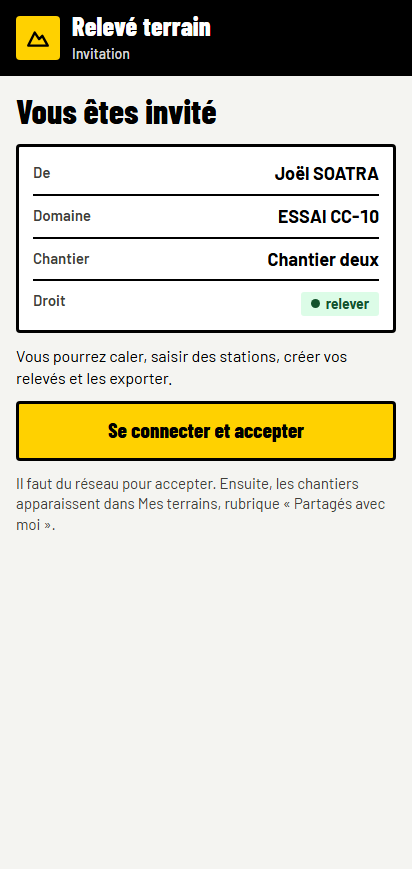 Relevé terrain
Invitation
Vous êtes invité
De Joël SOATRA
Domaine ESSAI CC-10
Chantier Chantier deux
Droit relever
Vous pourrez caler, saisir des stations, créer vos
relevés et les exporter.
Se connecter et accepter
Il faut du réseau pour accepter. Ensuite, les chantiers
apparaissent dans Mes terrains, rubrique « Partagés avec
moi ».